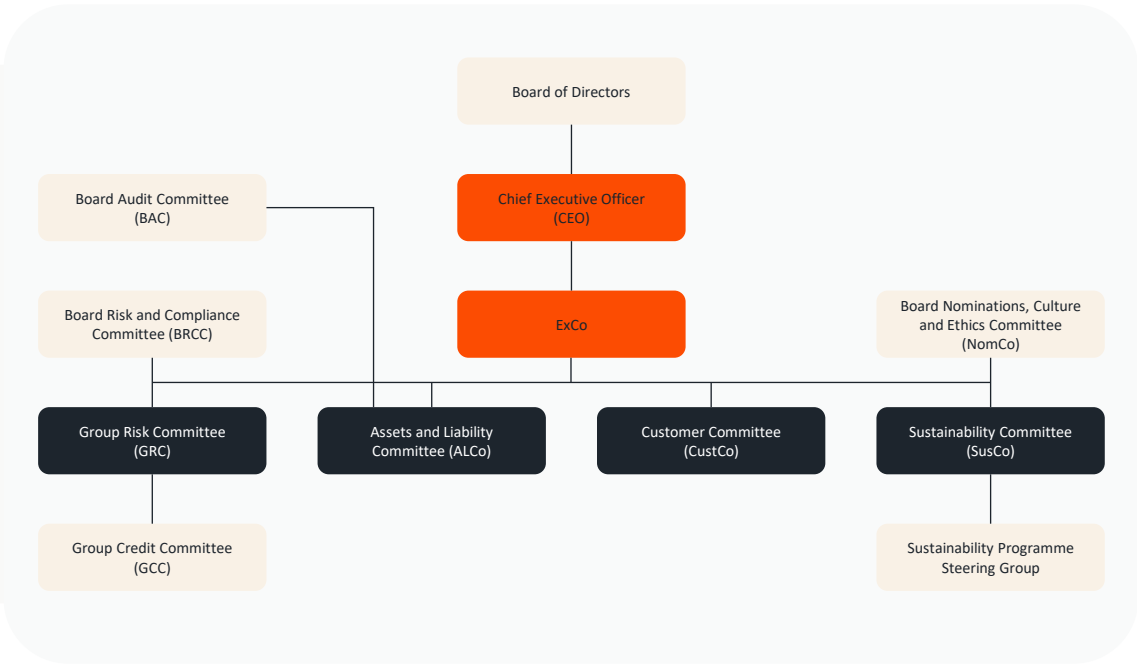 Board of Directors
Board Audit Committee
(BAC)
Chief Executive Officer
(CEO)
Board Risk and Compliance
Committee (BRCC)
ExCo
Board Nominations, Culture
and Ethics Committee
(NomCo)
Group Risk Committee
(GRC)
Assets and Liability
Committee (ALCo)
Customer Committee
(CustCo)
Sustainability Committee
(SusCo)
Group Credit Committee
(GCC)
Sustainability Programme
Steering Group